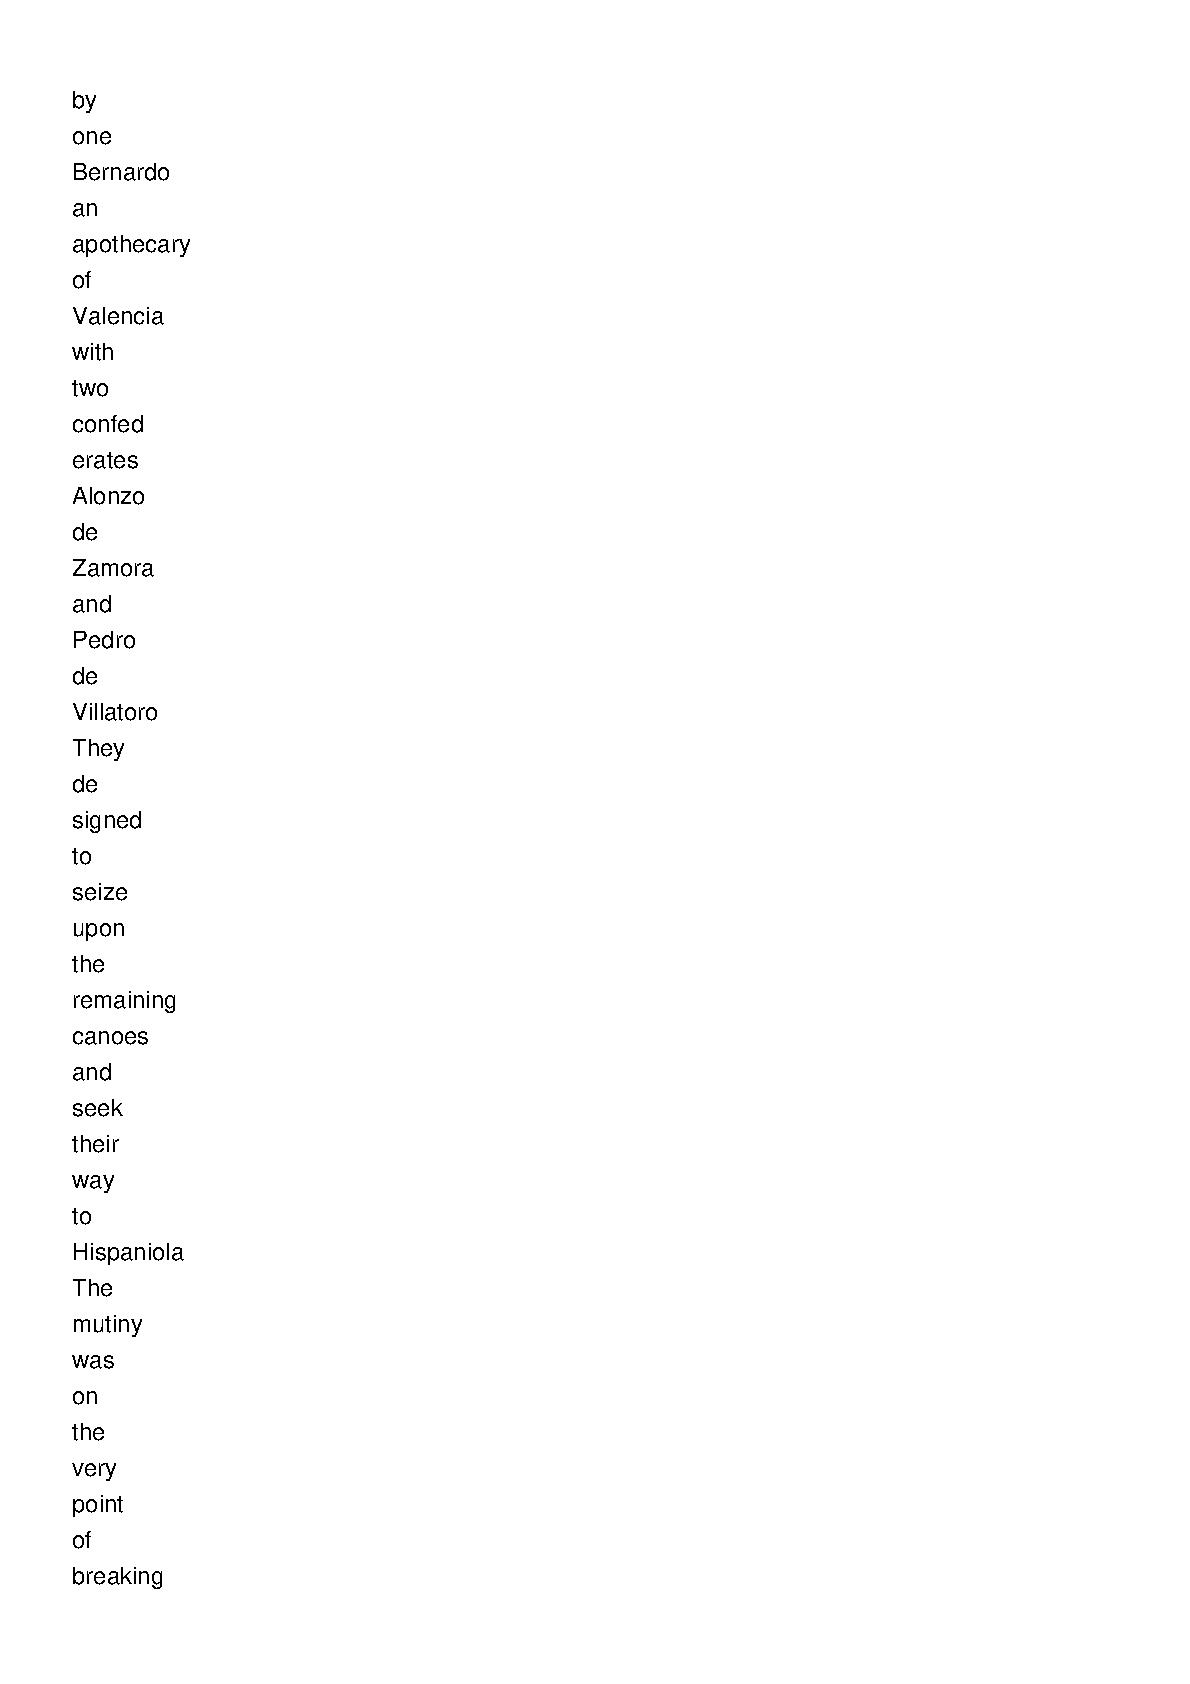 by
one
Bernardo
an
apothecary
of
Valencia
with
two
confed
erates
Alonzo
de
Zamora
and
Pedro
de
Villatoro
They
de
signed
to
seize
upon
the
remaining
canoes
and
seek
their
way
to
Hispaniola
The
mutiny
was
on
the
very
point
of
breaking